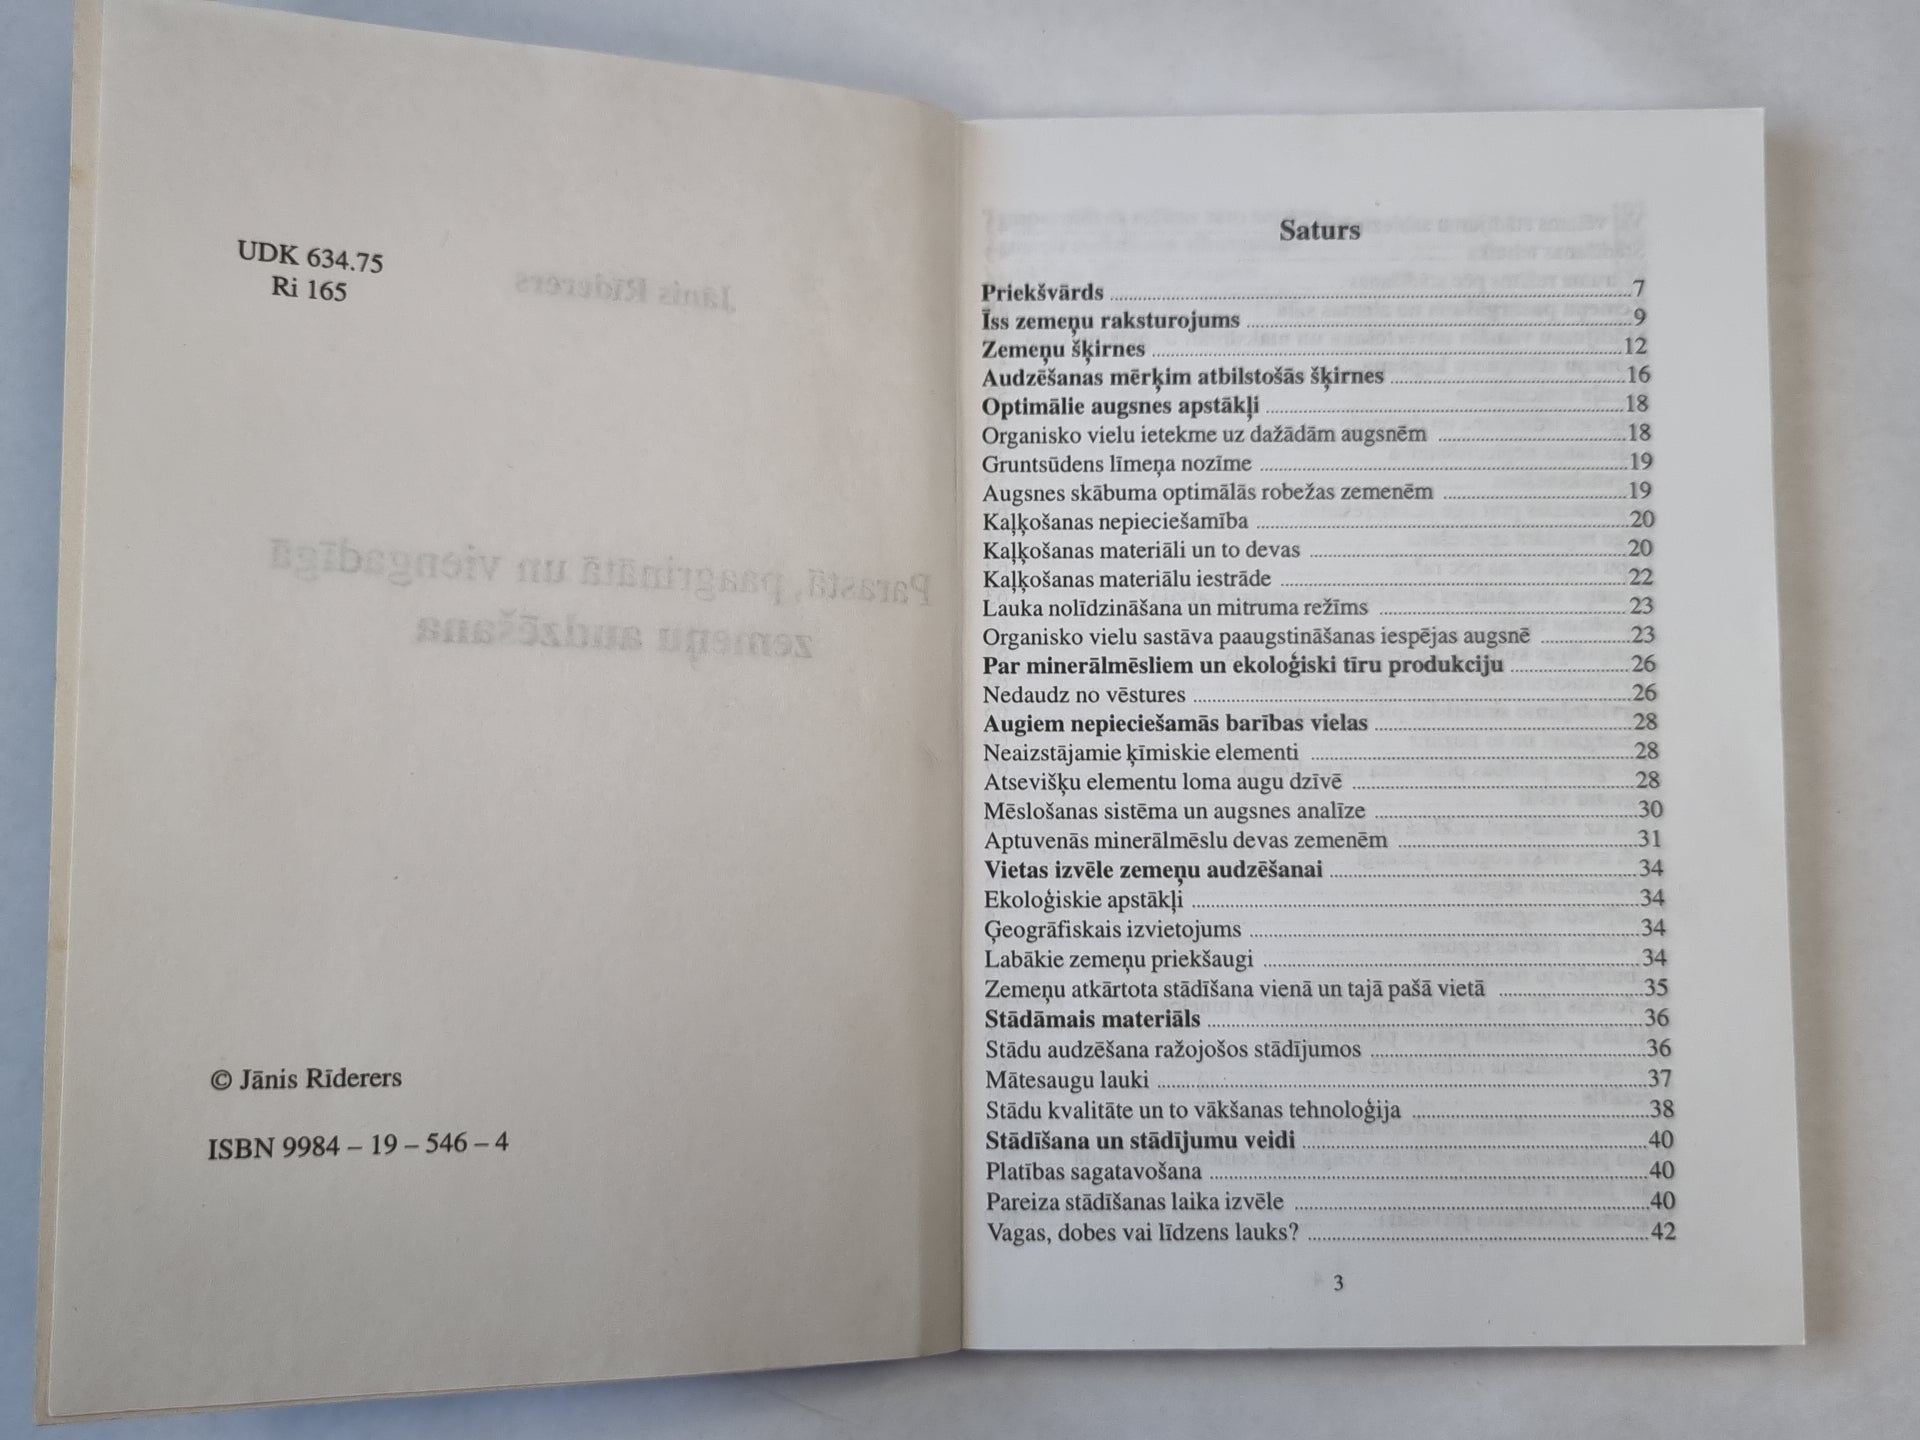 UDK 634.75
Ri 165
Jānis Rīderers
Parastā, paagrinātā un viengadīgā
zemeņu audzēšana
© Jānis Rīderers
ISBN 9984 – 19 – 546 – 4
Saturs
Priekšvārds ........ 7
Īss zemeņu raksturojums ........ 9
Zemeņu šķirnes ........ 12
Audzēšanas mērķim atbilstošās šķirnes ........ 16
Optimālie augsnes apstākļi ........ 18
Organisko vielu ietekme uz dažādām augsnēm ........ 18
Gruntsūdens līmeņa nozīme ........ 19
Augsnes skābuma optimālās robežas zemenēm ........ 19
Kaļķošanas nepieciešamība ........ 20
Kaļķošanas materiāli un to devas ........ 20
Kaļķošanas materiālu iestrāde ........ 22
Lauka nolīdzināšana un mitruma režīms ........ 23
Organisko vielu sastāva paaugstināšanas iespējas augsnē ........ 23
Par minerālmēsliem un ekoloģiski tīru produkciju ........ 26
Nedaudz no vēstures ........ 26
Augiem nepieciešamās barības vielas ........ 28
Neaizstājamie ķīmiskie elementi ........ 28
Atsevišķu elementu loma augu dzīvē ........ 28
Mēslošanas sistēma un augsnes analīze ........ 30
Aptuvenās minerālmēslu devas zemenēm ........ 31
Vietas izvēle zemeņu audzēšanai ........ 34
Ekoloģiskie apstākļi ........ 34
Ģeogrāfiskais izvietojums ........ 34
Labākie zemeņu priekšaugi ........ 34
Zemeņu atkārtota stādīšana vienā un tajā pašā vietā ........ 35
Stādāmais materiāls ........ 36
Stādu audzēšana ražojošos stādījumos ........ 36
Mātesaugu lauki ........ 37
Stādu kvalitāte un to vākšanas tehnoloģija ........ 38
Stādīšana un stādījumu veidi ........ 40
Platības sagatavošana ........ 40
Pareiza stādīšanas laika izvēle ........ 40
Vagas, dobes vai līdzens lauks? ........ 42
3